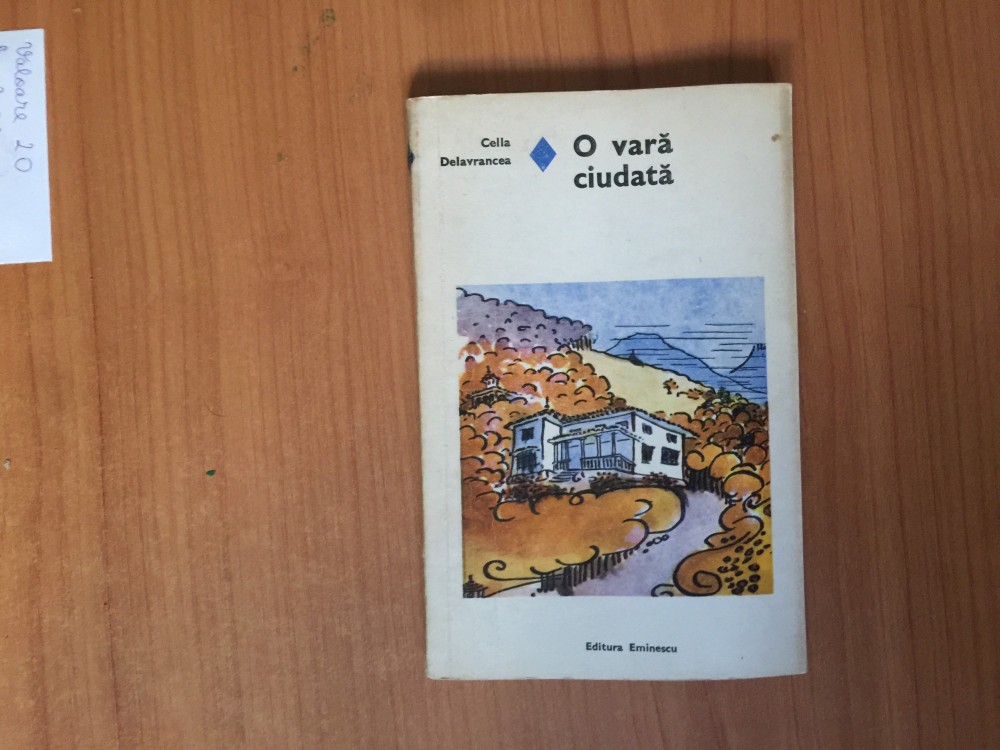 Valoare 20
Cella
Delavrancea
O vară
ciudată
Editura Eminescu